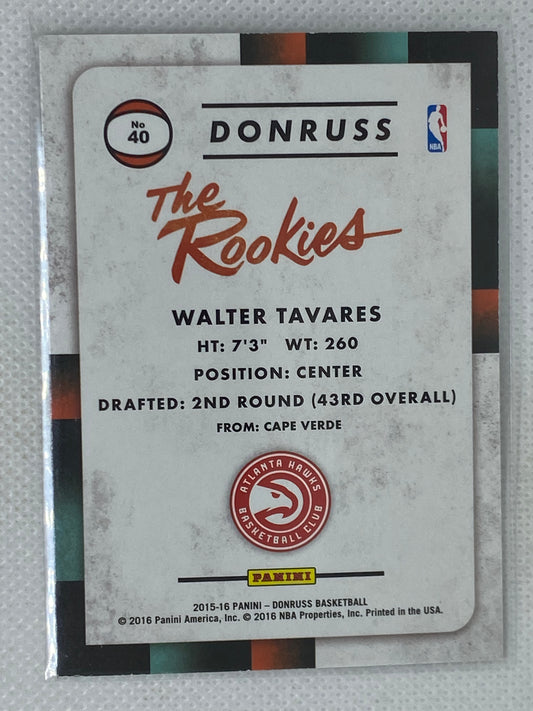 No
40
DONRUSS
NBA
The
Rookies
WALTER TAVARES
HT: 7'3" WT: 260
POSITION: CENTER
DRAFTED: 2ND ROUND (43RD OVERALL)
FROM: CAPE VERDE
ATLANTA HAWKS
BASKETBALL CLUB
PANINI
2015-16 PANINI – DONRUSS BASKETBALL
© 2016 Panini America, Inc. © 2016 NBA Properties, Inc. Printed in the USA.